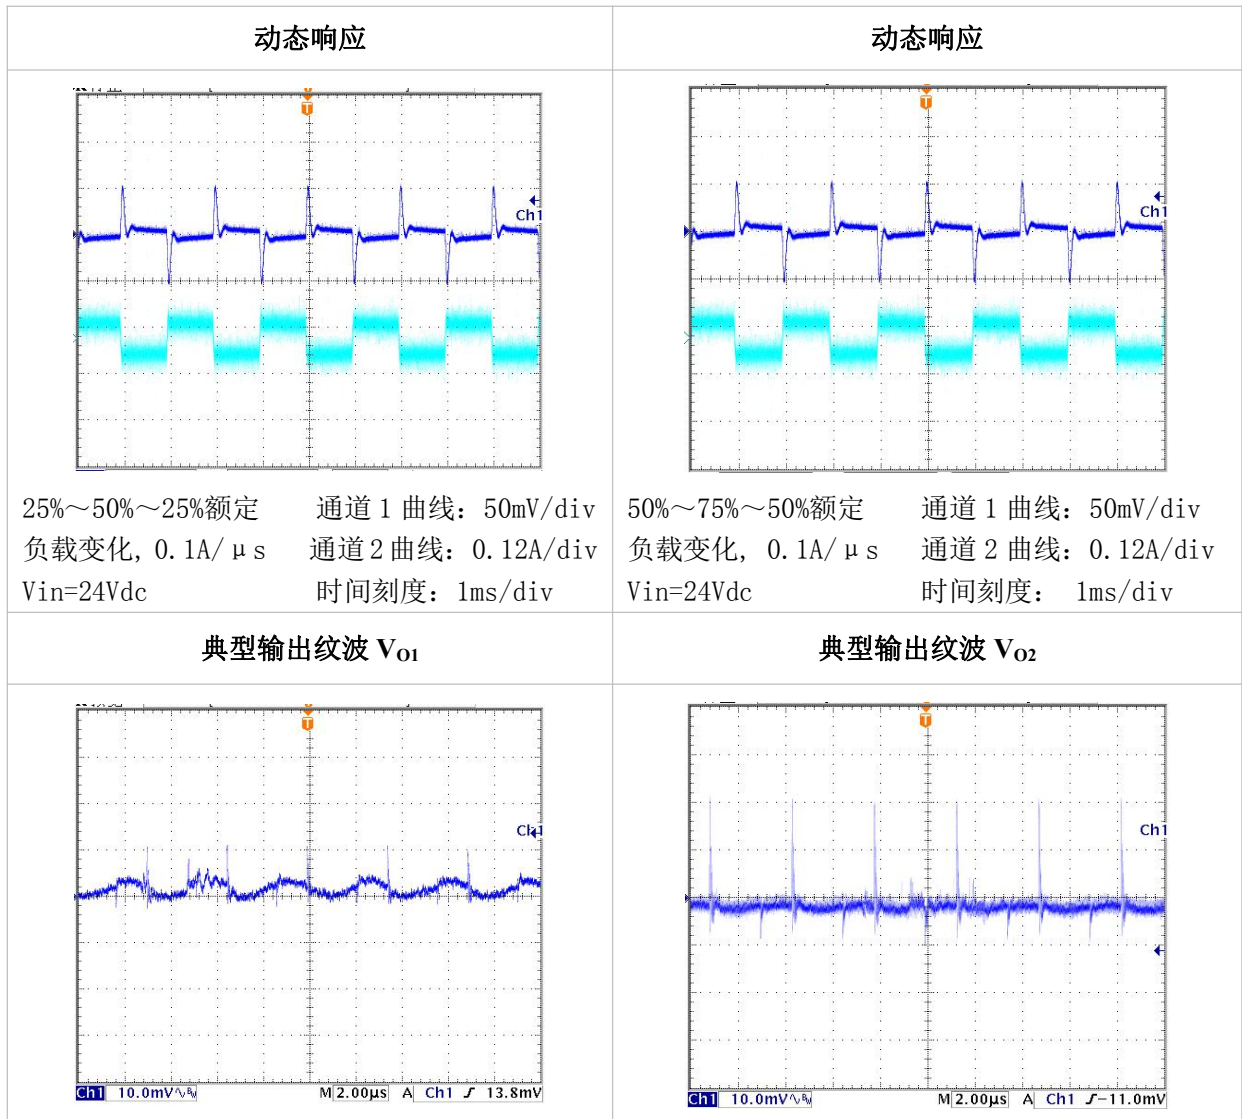 动态响应
动态响应
T
Ch1
T
Ch1
25%～50%～25%额定 通道 1 曲线：50mV/div
负载变化, 0.1A/μs 通道 2 曲线：0.12A/div
Vin=24Vdc 时间刻度：1ms/div
50%～75%～50%额定 通道 1 曲线：50mV/div
负载变化, 0.1A/μs 通道 2 曲线：0.12A/div
Vin=24Vdc 时间刻度： 1ms/div
典型输出纹波 VO1
典型输出纹波 VO2
T
Ch1
Ch1 10.0mV M 2.00μs A Ch1 13.8mV
T
Ch1
Ch1 10.0mV M 2.00μs A Ch1 -11.0mV